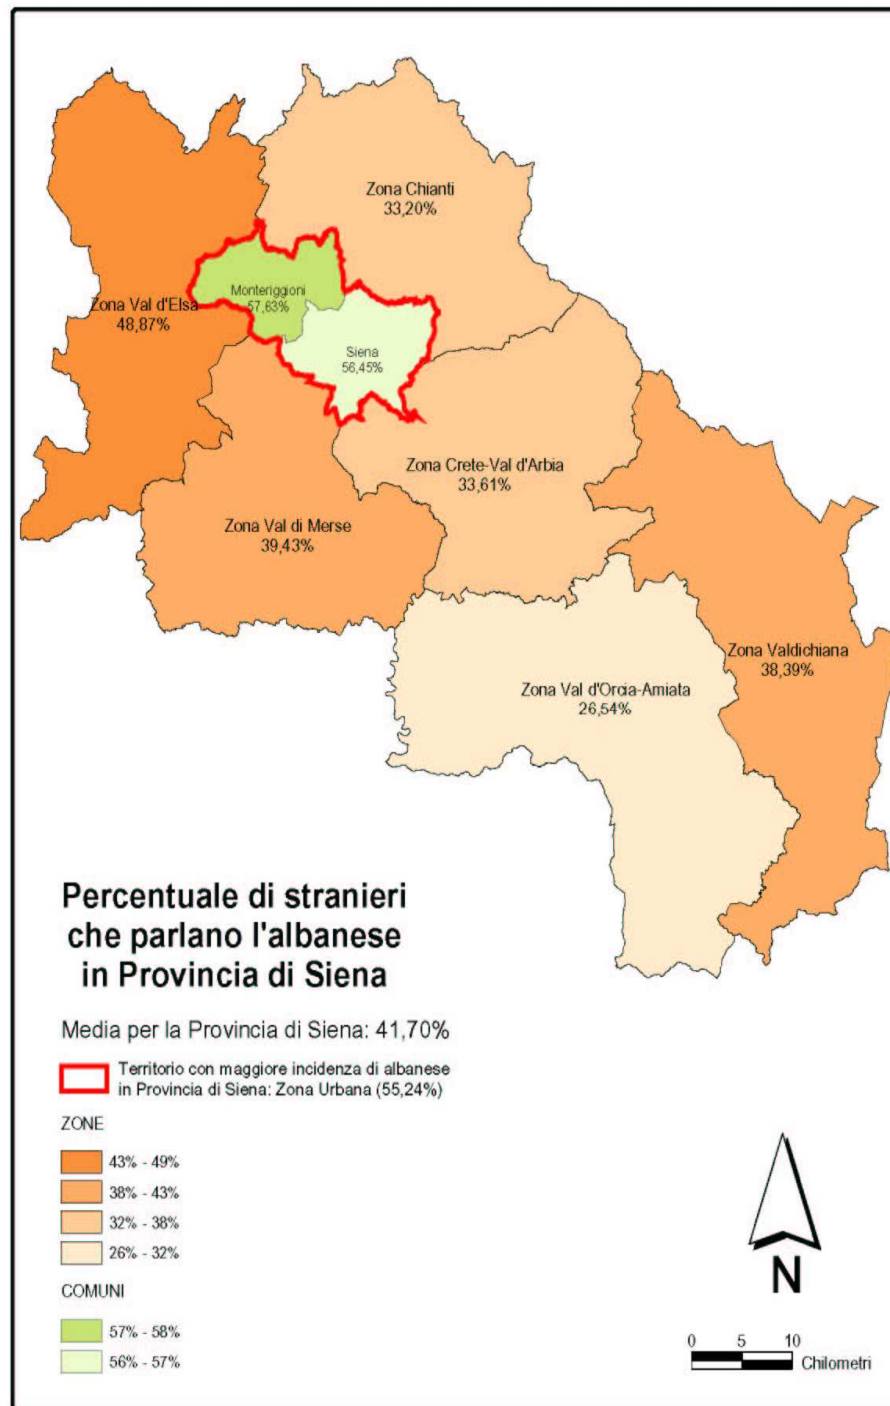 Zona Chianti
33,20%
Monteriggioni
57,63%
Zona Val d'Elsa
48,87%
Siena
56,45%
Zona Crete-Val d'Arbia
33,61%
Zona Val di Merse
39,43%
Zona Valdichiana
38,39%
Zona Val d'Orcia-Amiata
26,54%
Percentuale di stranieri
che parlano l'albanese
in Provincia di Siena
Media per la Provincia di Siena: 41,70%
Territorio con maggiore incidenza di albanese
in Provincia di Siena: Zona Urbana (55,24%)
ZONE
43% - 49%
38% - 43%
32% - 38%
26% - 32%
COMUNI
57% - 58%
56% - 57%
N
0 5 10
Chilometri